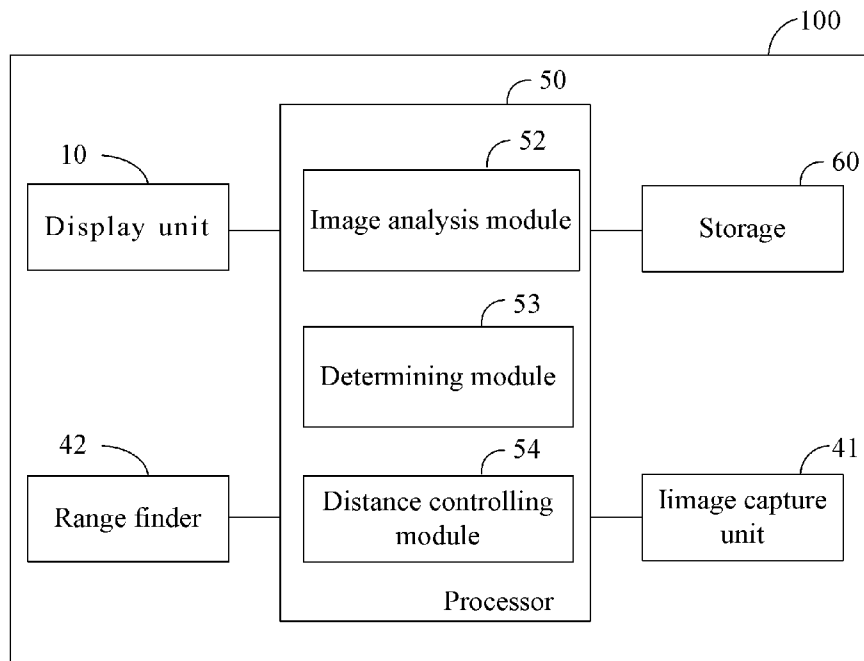 100
50
10
Display unit
52
Image analysis module
60
Storage
53
Determining module
42
Range finder
54
Distance controlling
module
41
Iimage capture
unit
Processor